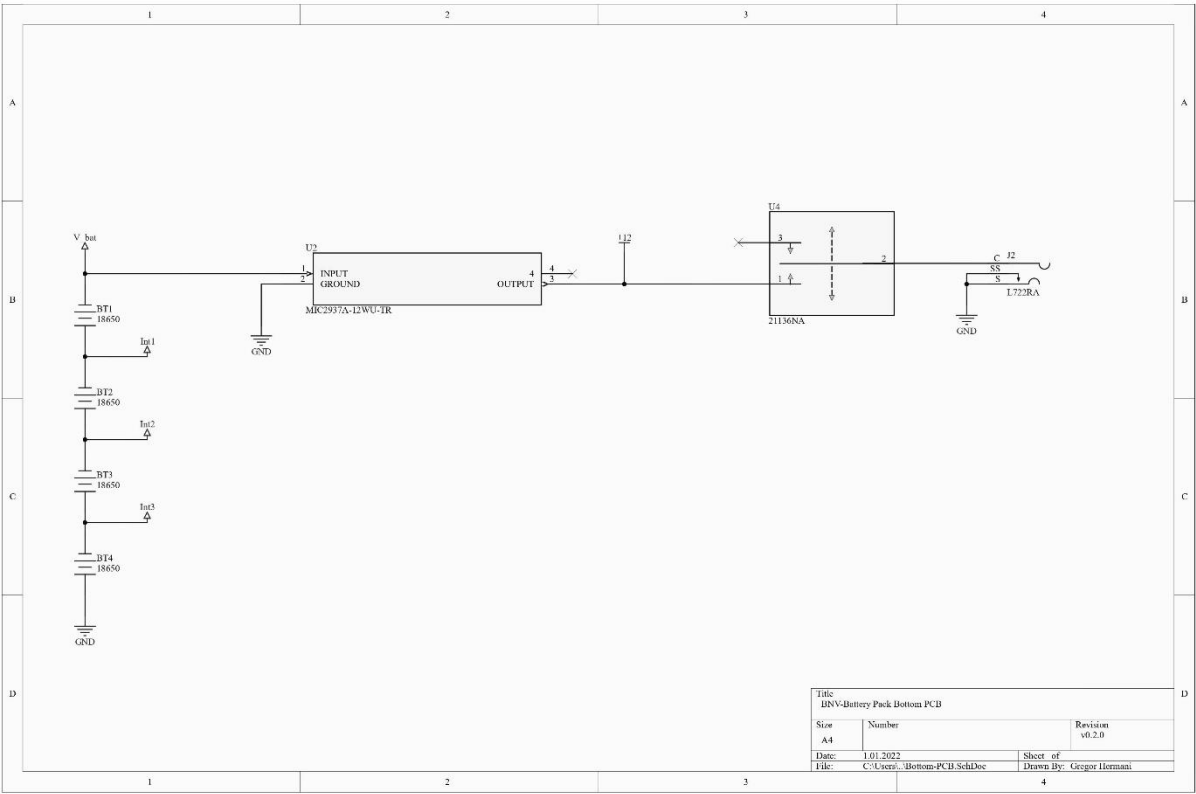 1 2 3 4
A A
U4
V_bat
3
+12
U2
C J2
1 INPUT 4 4
2
SS
2 GROUND OUTPUT 3
1
S
B B
L722RA
BT1
MIC2937A-12WU-TR
18650
21136NA
GND
Int1
GND
BT2
18650
Int2
BT3
18650
C C
Int3
BT4
18650
GND
D D
Title
BNV-Battery Pack Bottom PCB
Size Number Revision
A4 v0.2.0
Date: 1.01.2022 Sheet of
File: C:\Users\..\Bottom-PCB.SchDoc Drawn By: Gregor Hermani
1 2 3 4